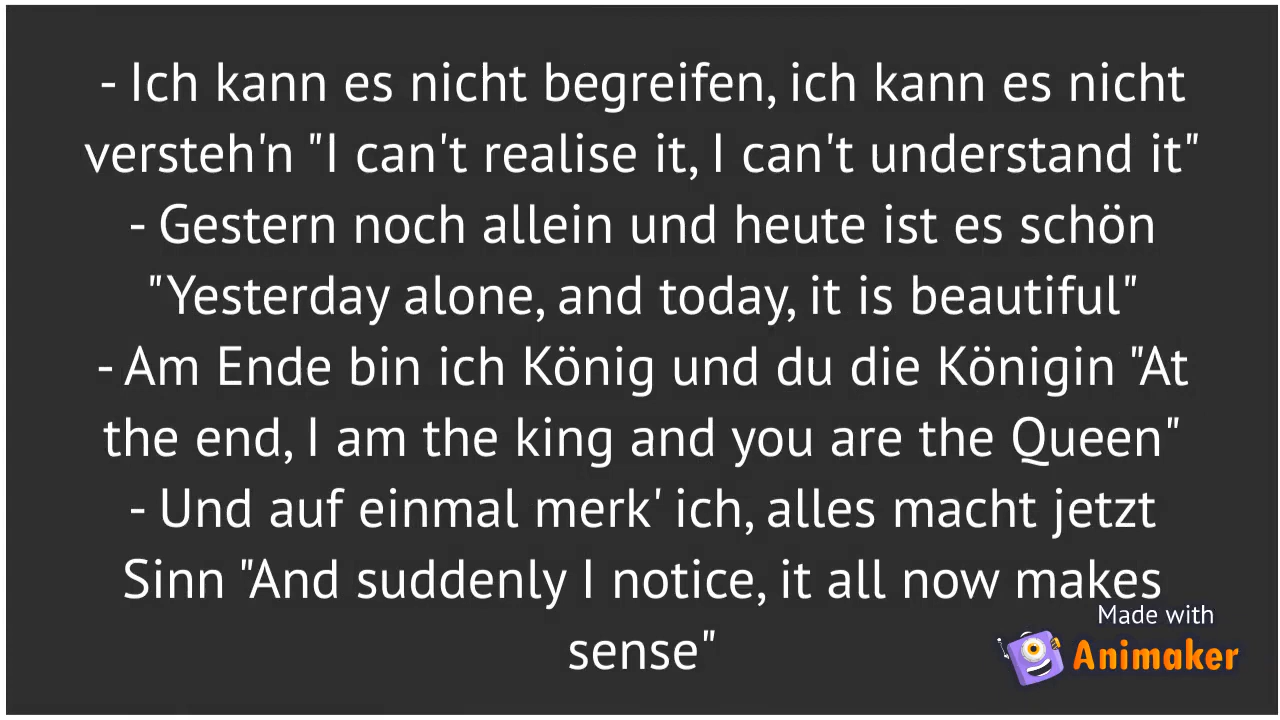 - Ich kann es nicht begreifen, ich kann es nicht
versteh'n "I can't realise it, I can't understand it"
- Gestern noch allein und heute ist es schön
"Yesterday alone, and today, it is beautiful"
- Am Ende bin ich König und du die Königin "At
the end, I am the king and you are the Queen"
- Und auf einmal merk' ich, alles macht jetzt
Sinn "And suddenly I notice, it all now makes
sense"
Made with
Animaker